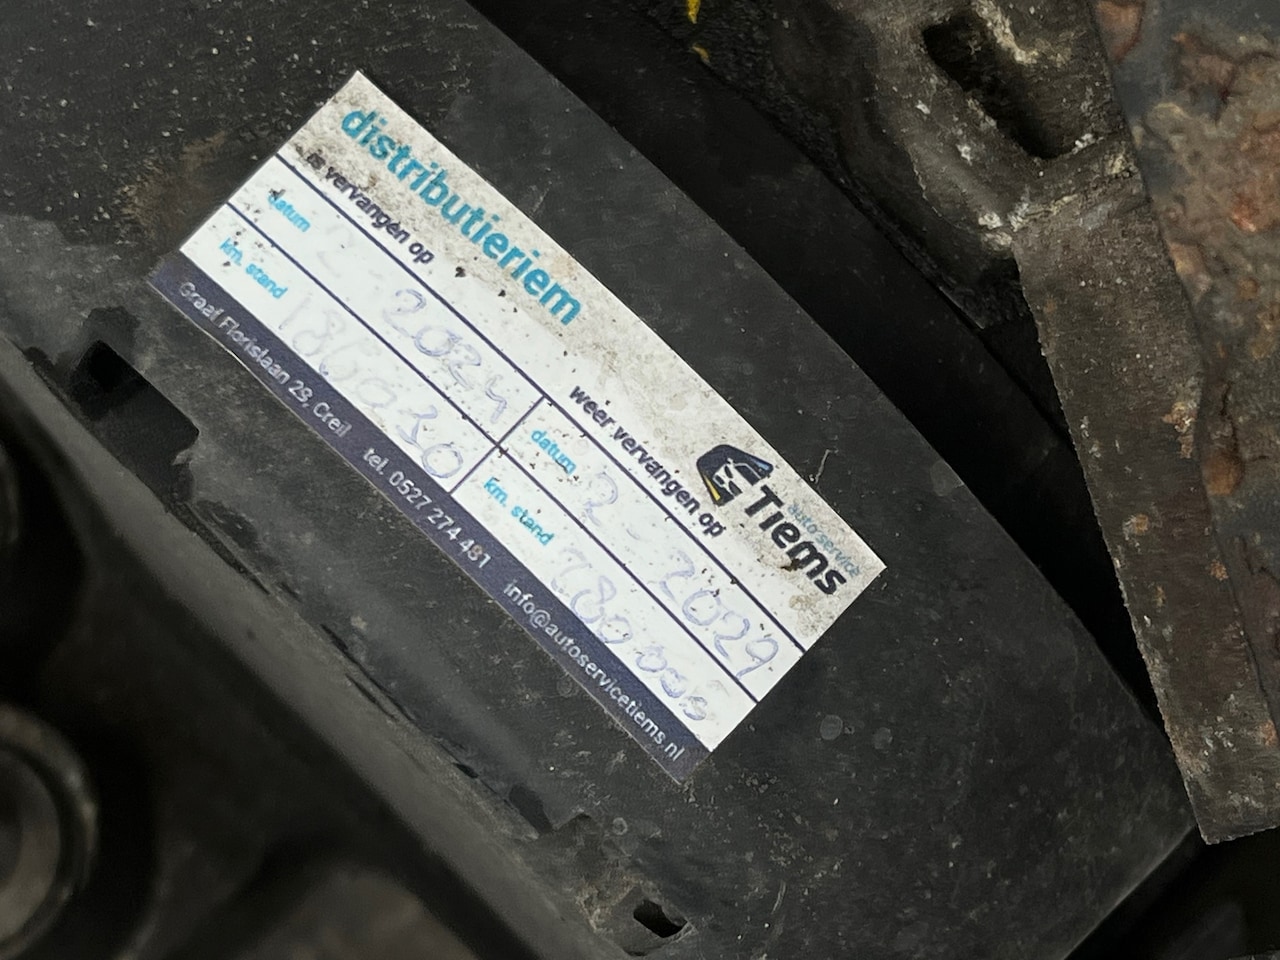 distributieriem
is vervangen op
datum 2 - 2024
km. stand
weer vervangen op
datum 2 - 2029
km. stand
auto service
Tiems
Graaf Florislaan 29, Creil tel. 0527 274 481 info@autoservicetiems.nl